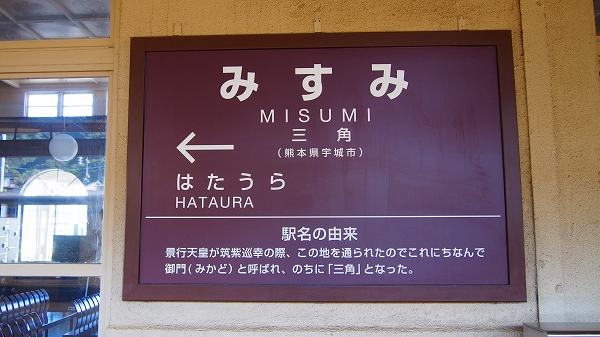 みすみ
MISUMI
三角
(熊本県宇城市)
←
はたうら
HATAURA
駅名の由来
景行天皇が筑紫巡幸の際、この地を通られたのでこれにちなんで
御門(みかど)と呼ばれ、のちに「三角」となった。